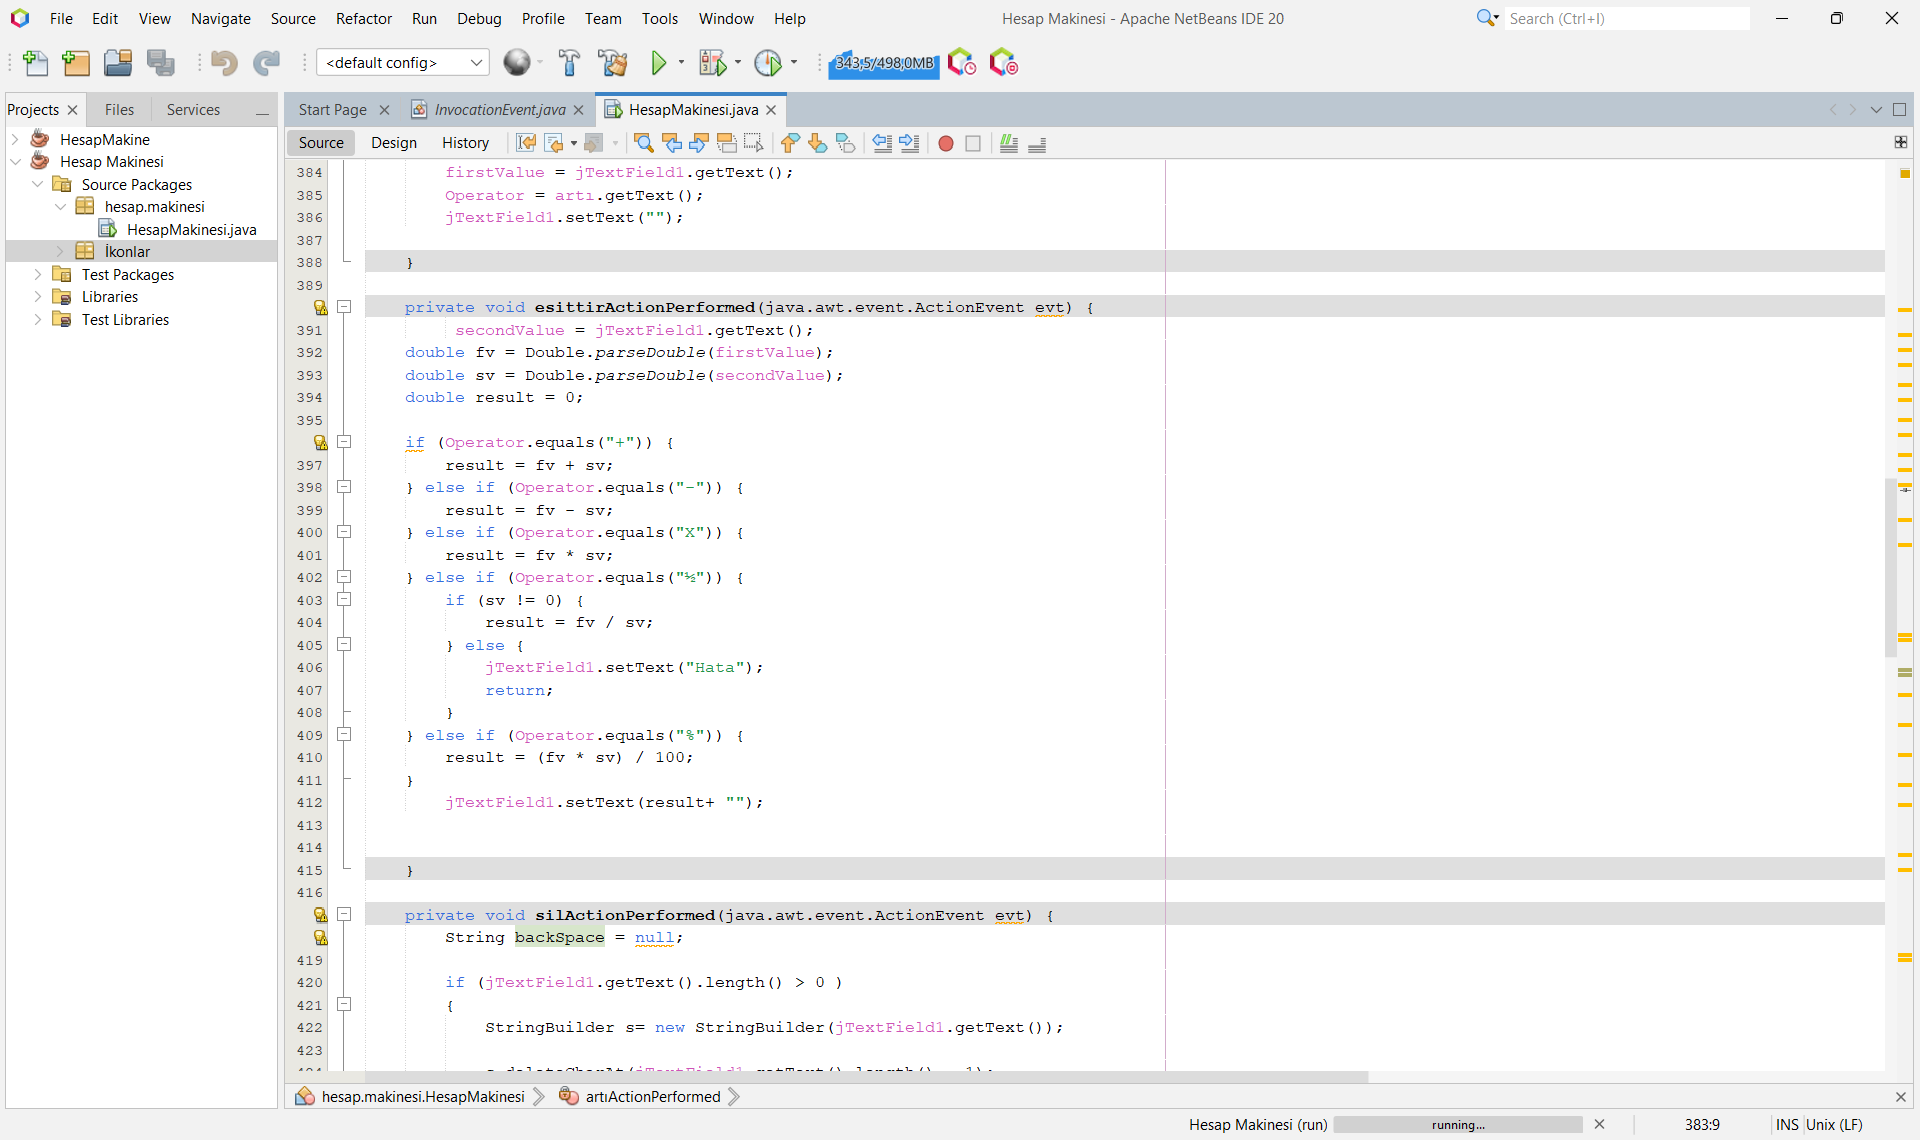 File Edit View Navigate Source Refactor Run Debug Profile Team Tools Window Help
Hesap Makinesi - Apache NetBeans IDE 20
Search (Ctrl+I)
<default config>
343,5/498,0MB
Projects Files Services
Start Page InvocationEvent.java HesapMakinesi.java
Source Design History
HesapMakine
Hesap Makinesi
Source Packages
hesap.makinesi
HesapMakinesi.java
İkonlar
Test Packages
Libraries
Test Libraries
384 firstValue = jTextField1.getText();
385 Operator = artı.getText();
386 jTextField1.setText("");
387
388 }
389
private void esittirActionPerformed(java.awt.event.ActionEvent evt) {
391 secondValue = jTextField1.getText();
392 double fv = Double.parseDouble(firstValue);
393 double sv = Double.parseDouble(secondValue);
394 double result = 0;
395
if (Operator.equals("+")) {
397 result = fv + sv;
398 } else if (Operator.equals("-")) {
399 result = fv - sv;
400 } else if (Operator.equals("X")) {
401 result = fv * sv;
402 } else if (Operator.equals("½")) {
403 if (sv != 0) {
404 result = fv / sv;
405 } else {
406 jTextField1.setText("Hata");
407 return;
408 }
409 } else if (Operator.equals("%")) {
410 result = (fv * sv) / 100;
411 }
412 jTextField1.setText(result+ "");
413
414
415 }
416
private void silActionPerformed(java.awt.event.ActionEvent evt) {
String backSpace = null;
419
420 if (jTextField1.getText().length() > 0 )
421 {
422 StringBuilder s= new StringBuilder(jTextField1.getText());
423
hesap.makinesi.HesapMakinesi artıActionPerformed
Hesap Makinesi (run) running... 383:9 INS Unix (LF)